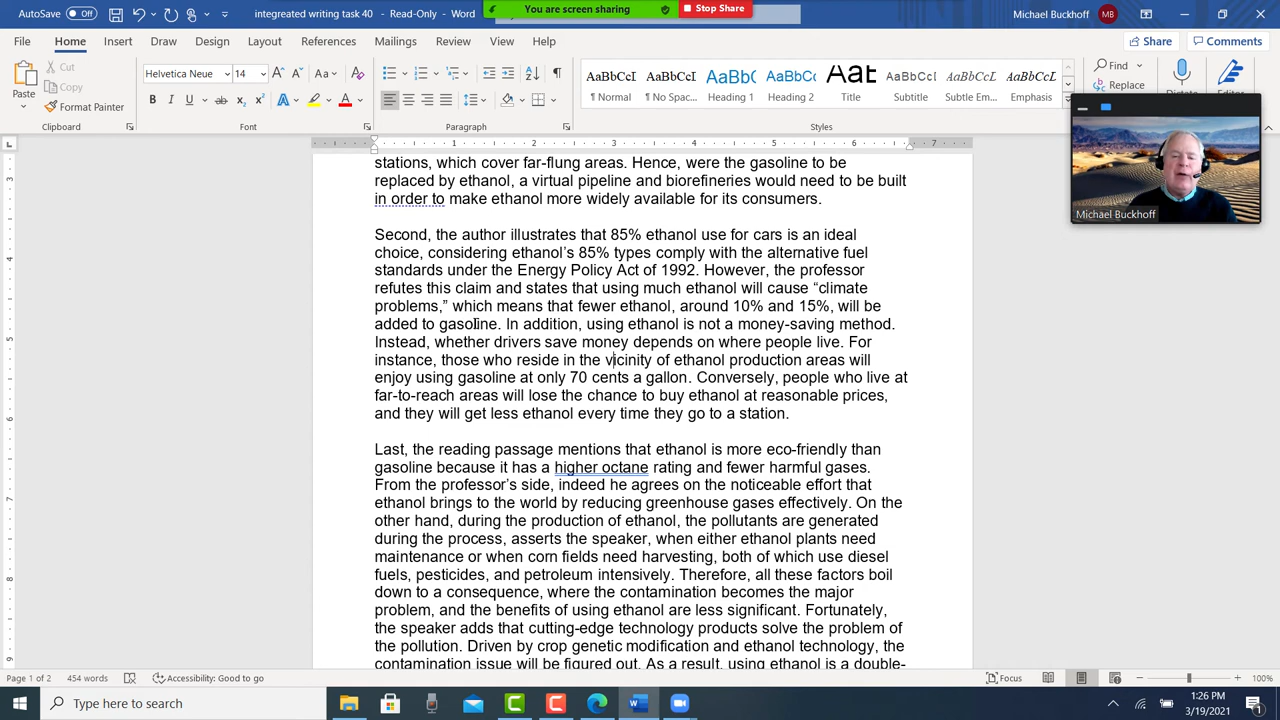 AutoSave Off
integrated writing task 40 - Read-Only - Word
You are screen sharing
Stop Share
Michael Buckhoff
MB
File Home Insert Draw Design Layout References Mailings Review View Help
Share Comments
Paste
Cut
Copy
Format Painter
Clipboard
Helvetica Neue 14
Font
Paragraph
AaBbCcI AaBbCcI AaBbC AaBbCcI AaB AaBbCcD AaBbCcD AaBbCcD
¶ Normal ¶ No Spac... Heading 1 Heading 2 Title Subtitle Subtle Em... Emphasis
Styles
Find
Replace
Dictate
Editor
Michael Buckhoff
1 2 3 4 5 6 7
stations, which cover far-flung areas. Hence, were the gasoline to be
replaced by ethanol, a virtual pipeline and biorefineries would need to be built
in order to make ethanol more widely available for its consumers.
Second, the author illustrates that 85% ethanol use for cars is an ideal
choice, considering ethanol's 85% types comply with the alternative fuel
standards under the Energy Policy Act of 1992. However, the professor
refutes this claim and states that using much ethanol will cause “climate
problems,” which means that fewer ethanol, around 10% and 15%, will be
added to gasoline. In addition, using ethanol is not a money-saving method.
Instead, whether drivers save money depends on where people live. For
instance, those who reside in the vicinity of ethanol production areas will
enjoy using gasoline at only 70 cents a gallon. Conversely, people who live at
far-to-reach areas will lose the chance to buy ethanol at reasonable prices,
and they will get less ethanol every time they go to a station.
Last, the reading passage mentions that ethanol is more eco-friendly than
gasoline because it has a higher octane rating and fewer harmful gases.
From the professor's side, indeed he agrees on the noticeable effort that
ethanol brings to the world by reducing greenhouse gases effectively. On the
other hand, during the production of ethanol, the pollutants are generated
during the process, asserts the speaker, when either ethanol plants need
maintenance or when corn fields need harvesting, both of which use diesel
fuels, pesticides, and petroleum intensively. Therefore, all these factors boil
down to a consequence, where the contamination becomes the major
problem, and the benefits of using ethanol are less significant. Fortunately,
the speaker adds that cutting-edge technology products solve the problem of
the pollution. Driven by crop genetic modification and ethanol technology, the
contamination issue will be figured out. As a result, using ethanol is a double-
Page 1 of 2 454 words Accessibility: Good to go
Focus 100%
Type here to search
1:26 PM
3/19/2021